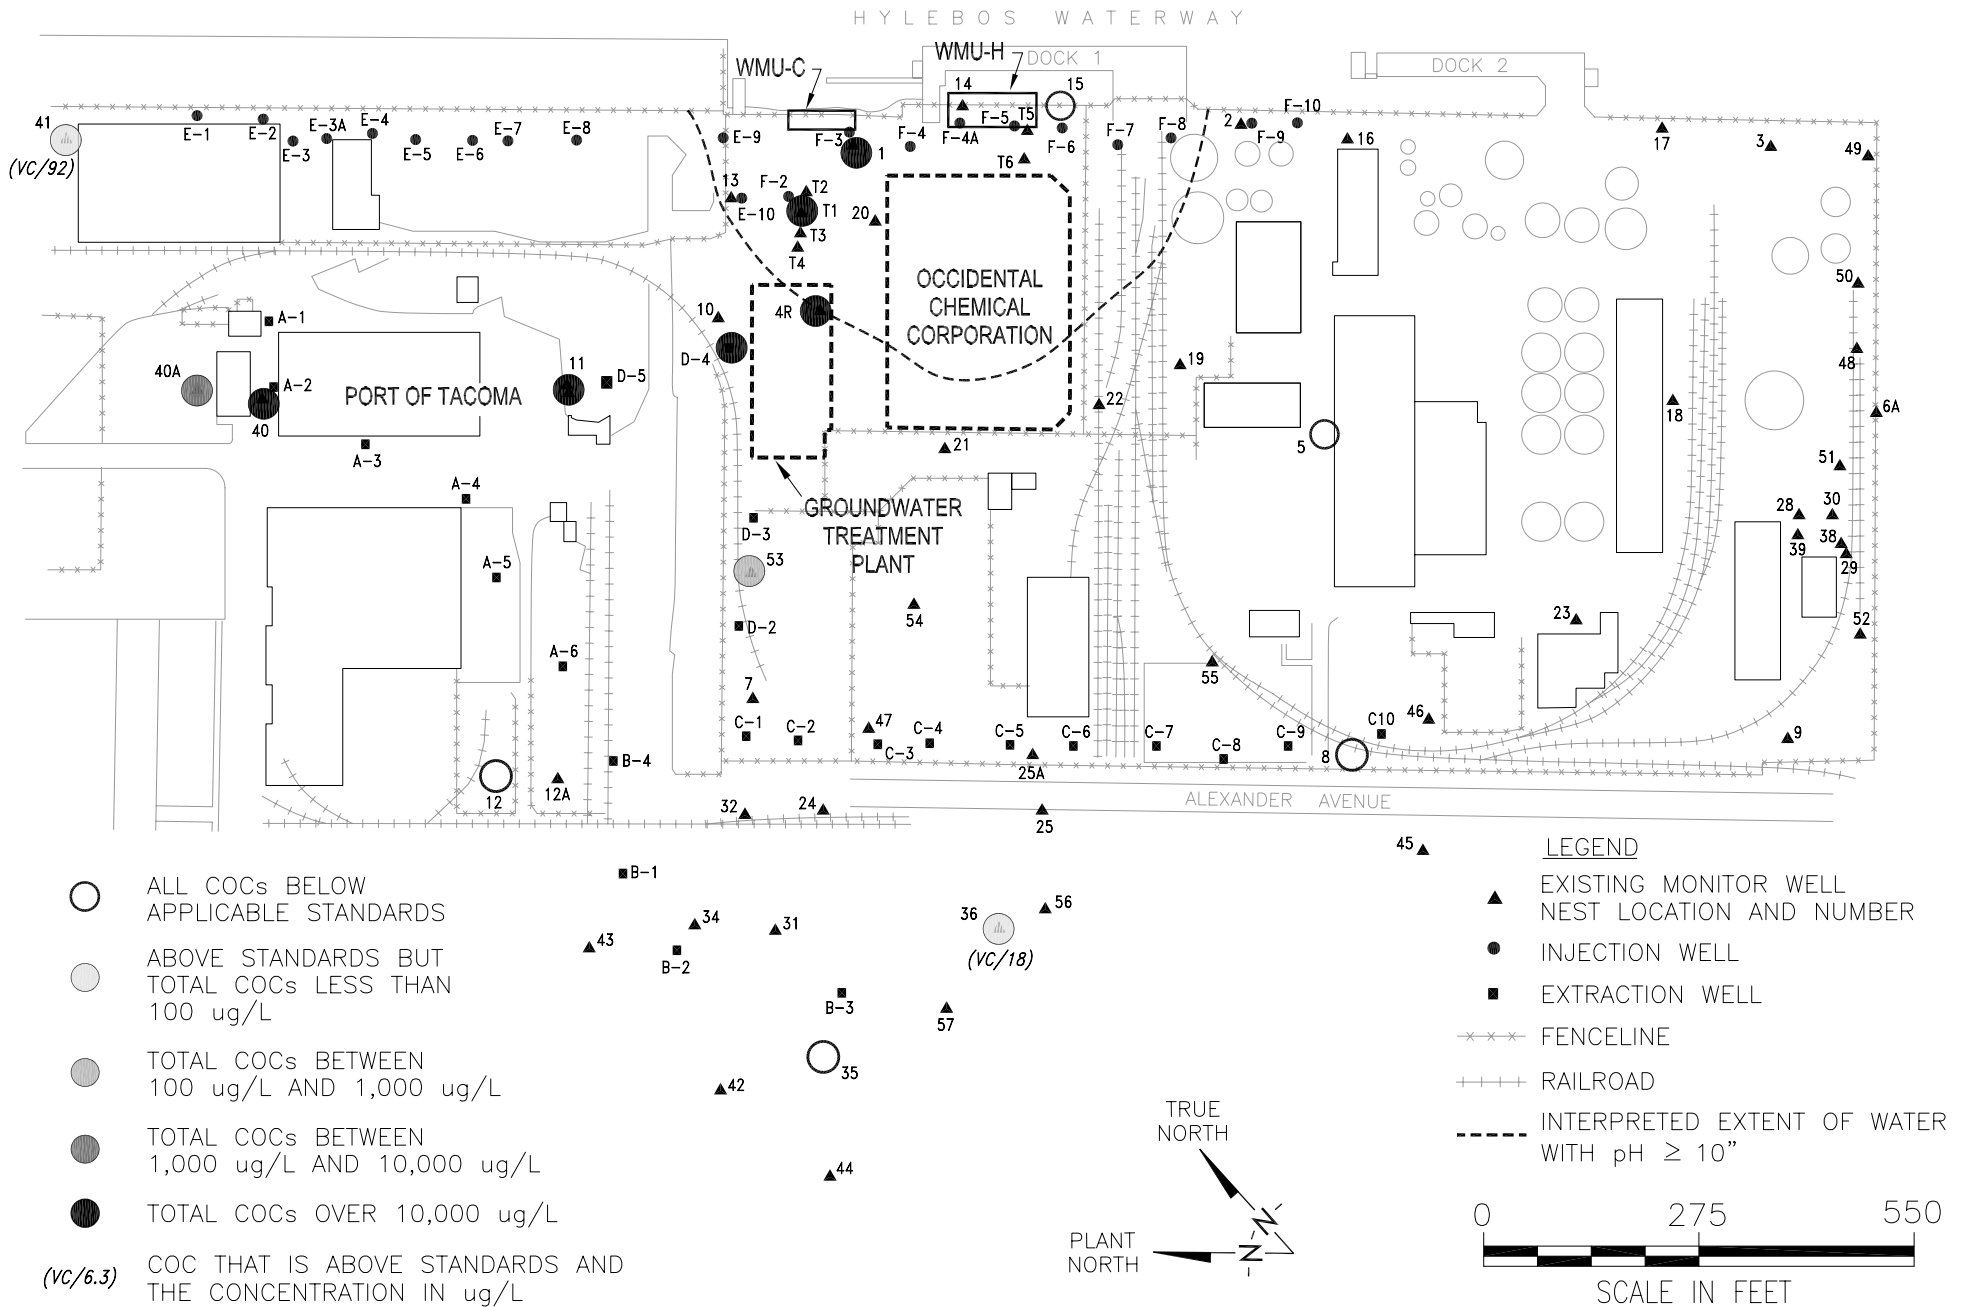 HYLEBOS WATERWAY
WMU-H
DOCK 1
WMU-C
DOCK 2
14
15
41
E-1
E-2
E-3
E-3A
E-4
E-5
E-6
E-7
E-8
E-9
F-3
1
F-4
F-4A
F-5
T5
F-6
F-7
F-8
2
F-9
F-10
16
17
3
49
(VC/92)
T6
13
E-10
F-2
T2
T1
T3
T4
20
OCCIDENTAL
CHEMICAL
CORPORATION
50
A-1
10
4R
D-4
19
48
40A
A-2
40
PORT OF TACOMA
11
D-5
22
5
18
6A
A-3
21
51
A-4
GROUNDWATER
TREATMENT
PLANT
D-3
28
30
39
38
29
A-5
53
54
23
52
D-2
A-6
55
7
C-1
C-2
47
C-3
C-4
C-5
C-6
25A
C-7
C-8
C-9
C10
46
8
9
B-4
12
12A
32
24
25
ALEXANDER AVENUE
45
B-1
34
31
43
B-2
36
(VC/18)
56
B-3
57
35
42
44
ALL COCs BELOW
APPLICABLE STANDARDS
ABOVE STANDARDS BUT
TOTAL COCs LESS THAN
100 ug/L
TOTAL COCs BETWEEN
100 ug/L AND 1,000 ug/L
TOTAL COCs BETWEEN
1,000 ug/L AND 10,000 ug/L
TOTAL COCs OVER 10,000 ug/L
(VC/6.3)
COC THAT IS ABOVE STANDARDS AND
THE CONCENTRATION IN ug/L
TRUE
NORTH
N
PLANT
NORTH
N
LEGEND
EXISTING MONITOR WELL
NEST LOCATION AND NUMBER
INJECTION WELL
EXTRACTION WELL
FENCELINE
RAILROAD
INTERPRETED EXTENT OF WATER
WITH pH ≥ 10"
0 275 550
SCALE IN FEET